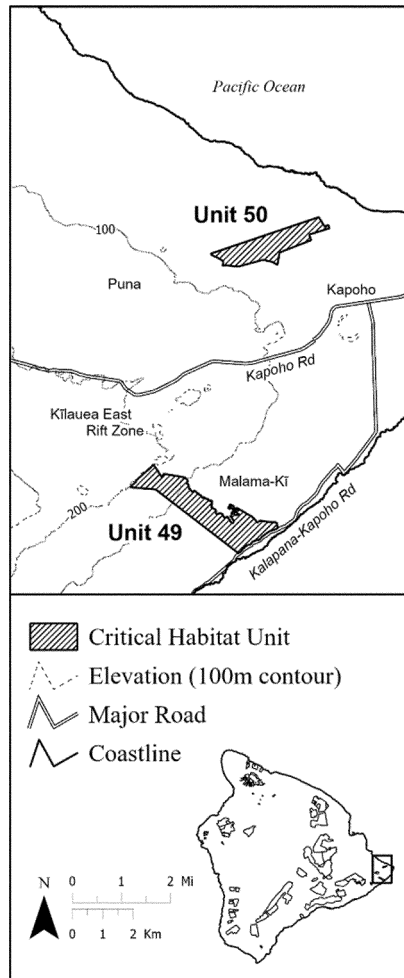 Pacific Ocean
Unit 50
100
Puna
Kapoho
Kapoho Rd
Kīlauea East
Rift Zone
Malama-Kī
200
Unit 49
Kalapana-Kapoho Rd
Critical Habitat Unit
Elevation (100m contour)
Major Road
Coastline
N
0 1 2 Mi
0 1 2 Km